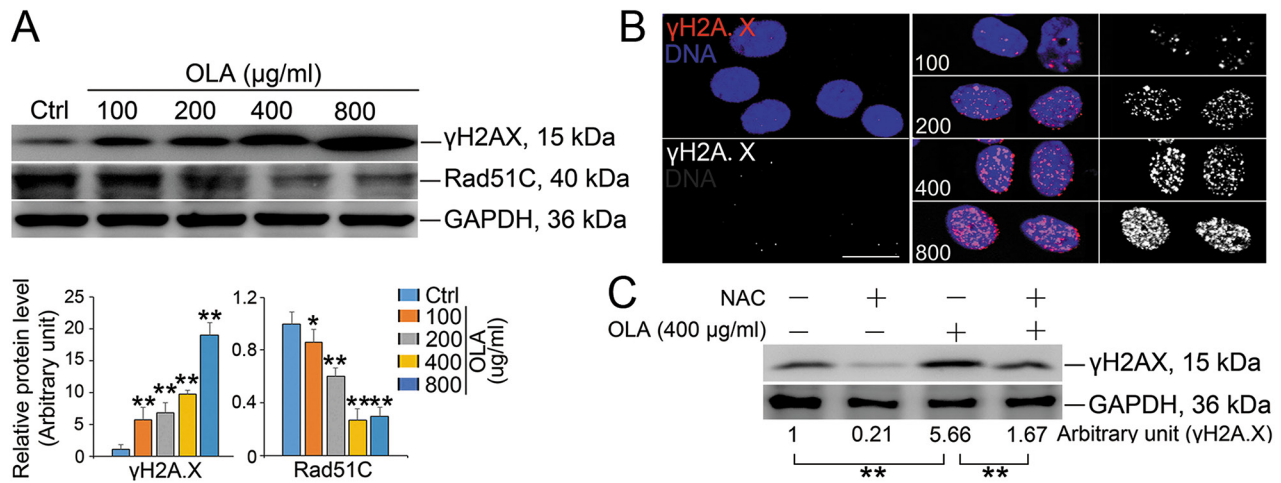 A
OLA (μg/ml)
Ctrl 100 200 400 800
γH2AX, 15 kDa
Rad51C, 40 kDa
GAPDH, 36 kDa
Relative protein level
(Arbitrary unit)
25
20
15
10
5
0
** ** ** **
γH2A.X
1.2
0.8
0.4
0
* ** ** **
Rad51C
Ctrl
100
200
400
800
OLA
(ug/ml)
B
γH2A. X
DNA
γH2A. X
DNA
100
200
400
800
C
NAC − + − +
OLA (400 μg/ml) − − + +
γH2AX, 15 kDa
GAPDH, 36 kDa
1 0.21 5.66 1.67 Arbitrary unit (γH2A.X)
** **